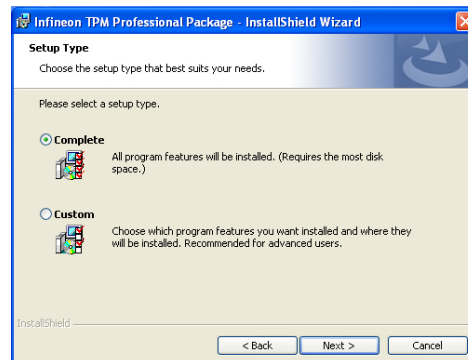 Infineon TPM Professional Package - InstallShield Wizard
Setup Type
Choose the setup type that best suits your needs.
Please select a setup type.
Complete
All program features will be installed. (Requires the most disk
space.)
Custom
Choose which program features you want installed and where they
will be installed. Recommended for advanced users.
InstallShield
< Back
Next >
Cancel